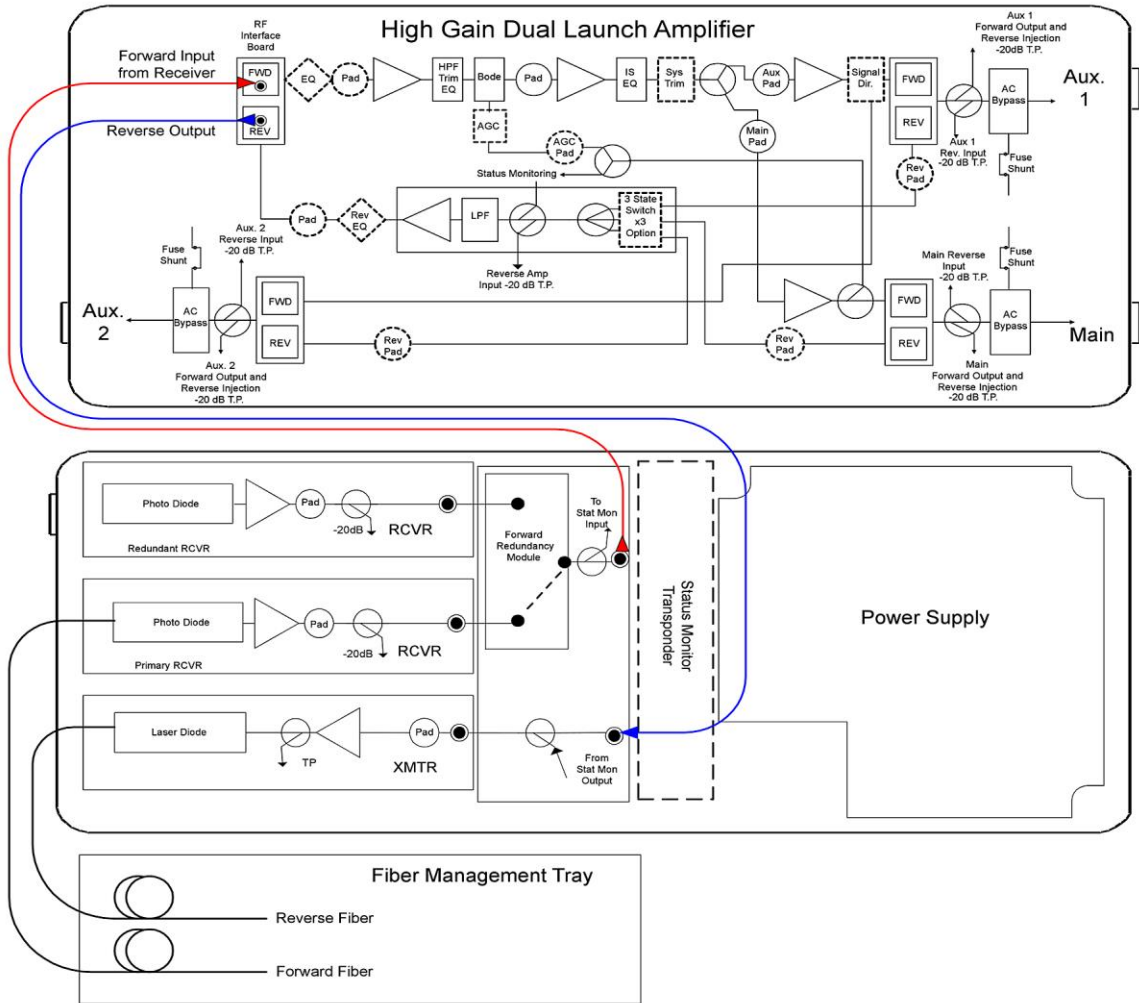 High Gain Dual Launch Amplifier
RF
Interface
Board
Forward Input
from Receiver
Reverse Output
FWD
REV
EQ
Pad
HPF
Trim
EQ
Bode
Pad
IS
EQ
Sys
Trim
Aux
Pad
Signal
Dir.
FWD
REV
Aux 1
Forward Output and
Reverse Injection
-20dB T.P.
AC
Bypass
Aux.
1
AGC
AGC
Pad
Main
Pad
Rev
Pad
Aux 1
Rev. Input
-20 dB T.P.
Fuse
Shunt
Status Monitoring
Pad
Rev
EQ
LPF
3 State
Switch
x3
Option
Reverse Amp
Input -20 dB T.P.
Aux. 2
Reverse Input
-20 dB T.P.
Fuse
Shunt
Main Reverse
Input
-20 dB T.P.
Fuse
Shunt
Aux.
2
AC
Bypass
FWD
REV
Rev
Pad
Rev
Pad
FWD
REV
AC
Bypass
Main
Aux. 2
Forward Output and
Reverse Injection
-20 dB T.P.
Main
Forward Output and
Reverse Injection
-20 dB T.P.
Photo Diode
Pad
-20dB
RCVR
Redundant RCVR
Forward
Redundancy
Module
To
Stat Mon
Input
Photo Diode
Pad
-20dB
RCVR
Primary RCVR
Status Monitor
Transponder
Power Supply
Laser Diode
TP
Pad
XMTR
From
Stat Mon
Output
Fiber Management Tray
Reverse Fiber
Forward Fiber